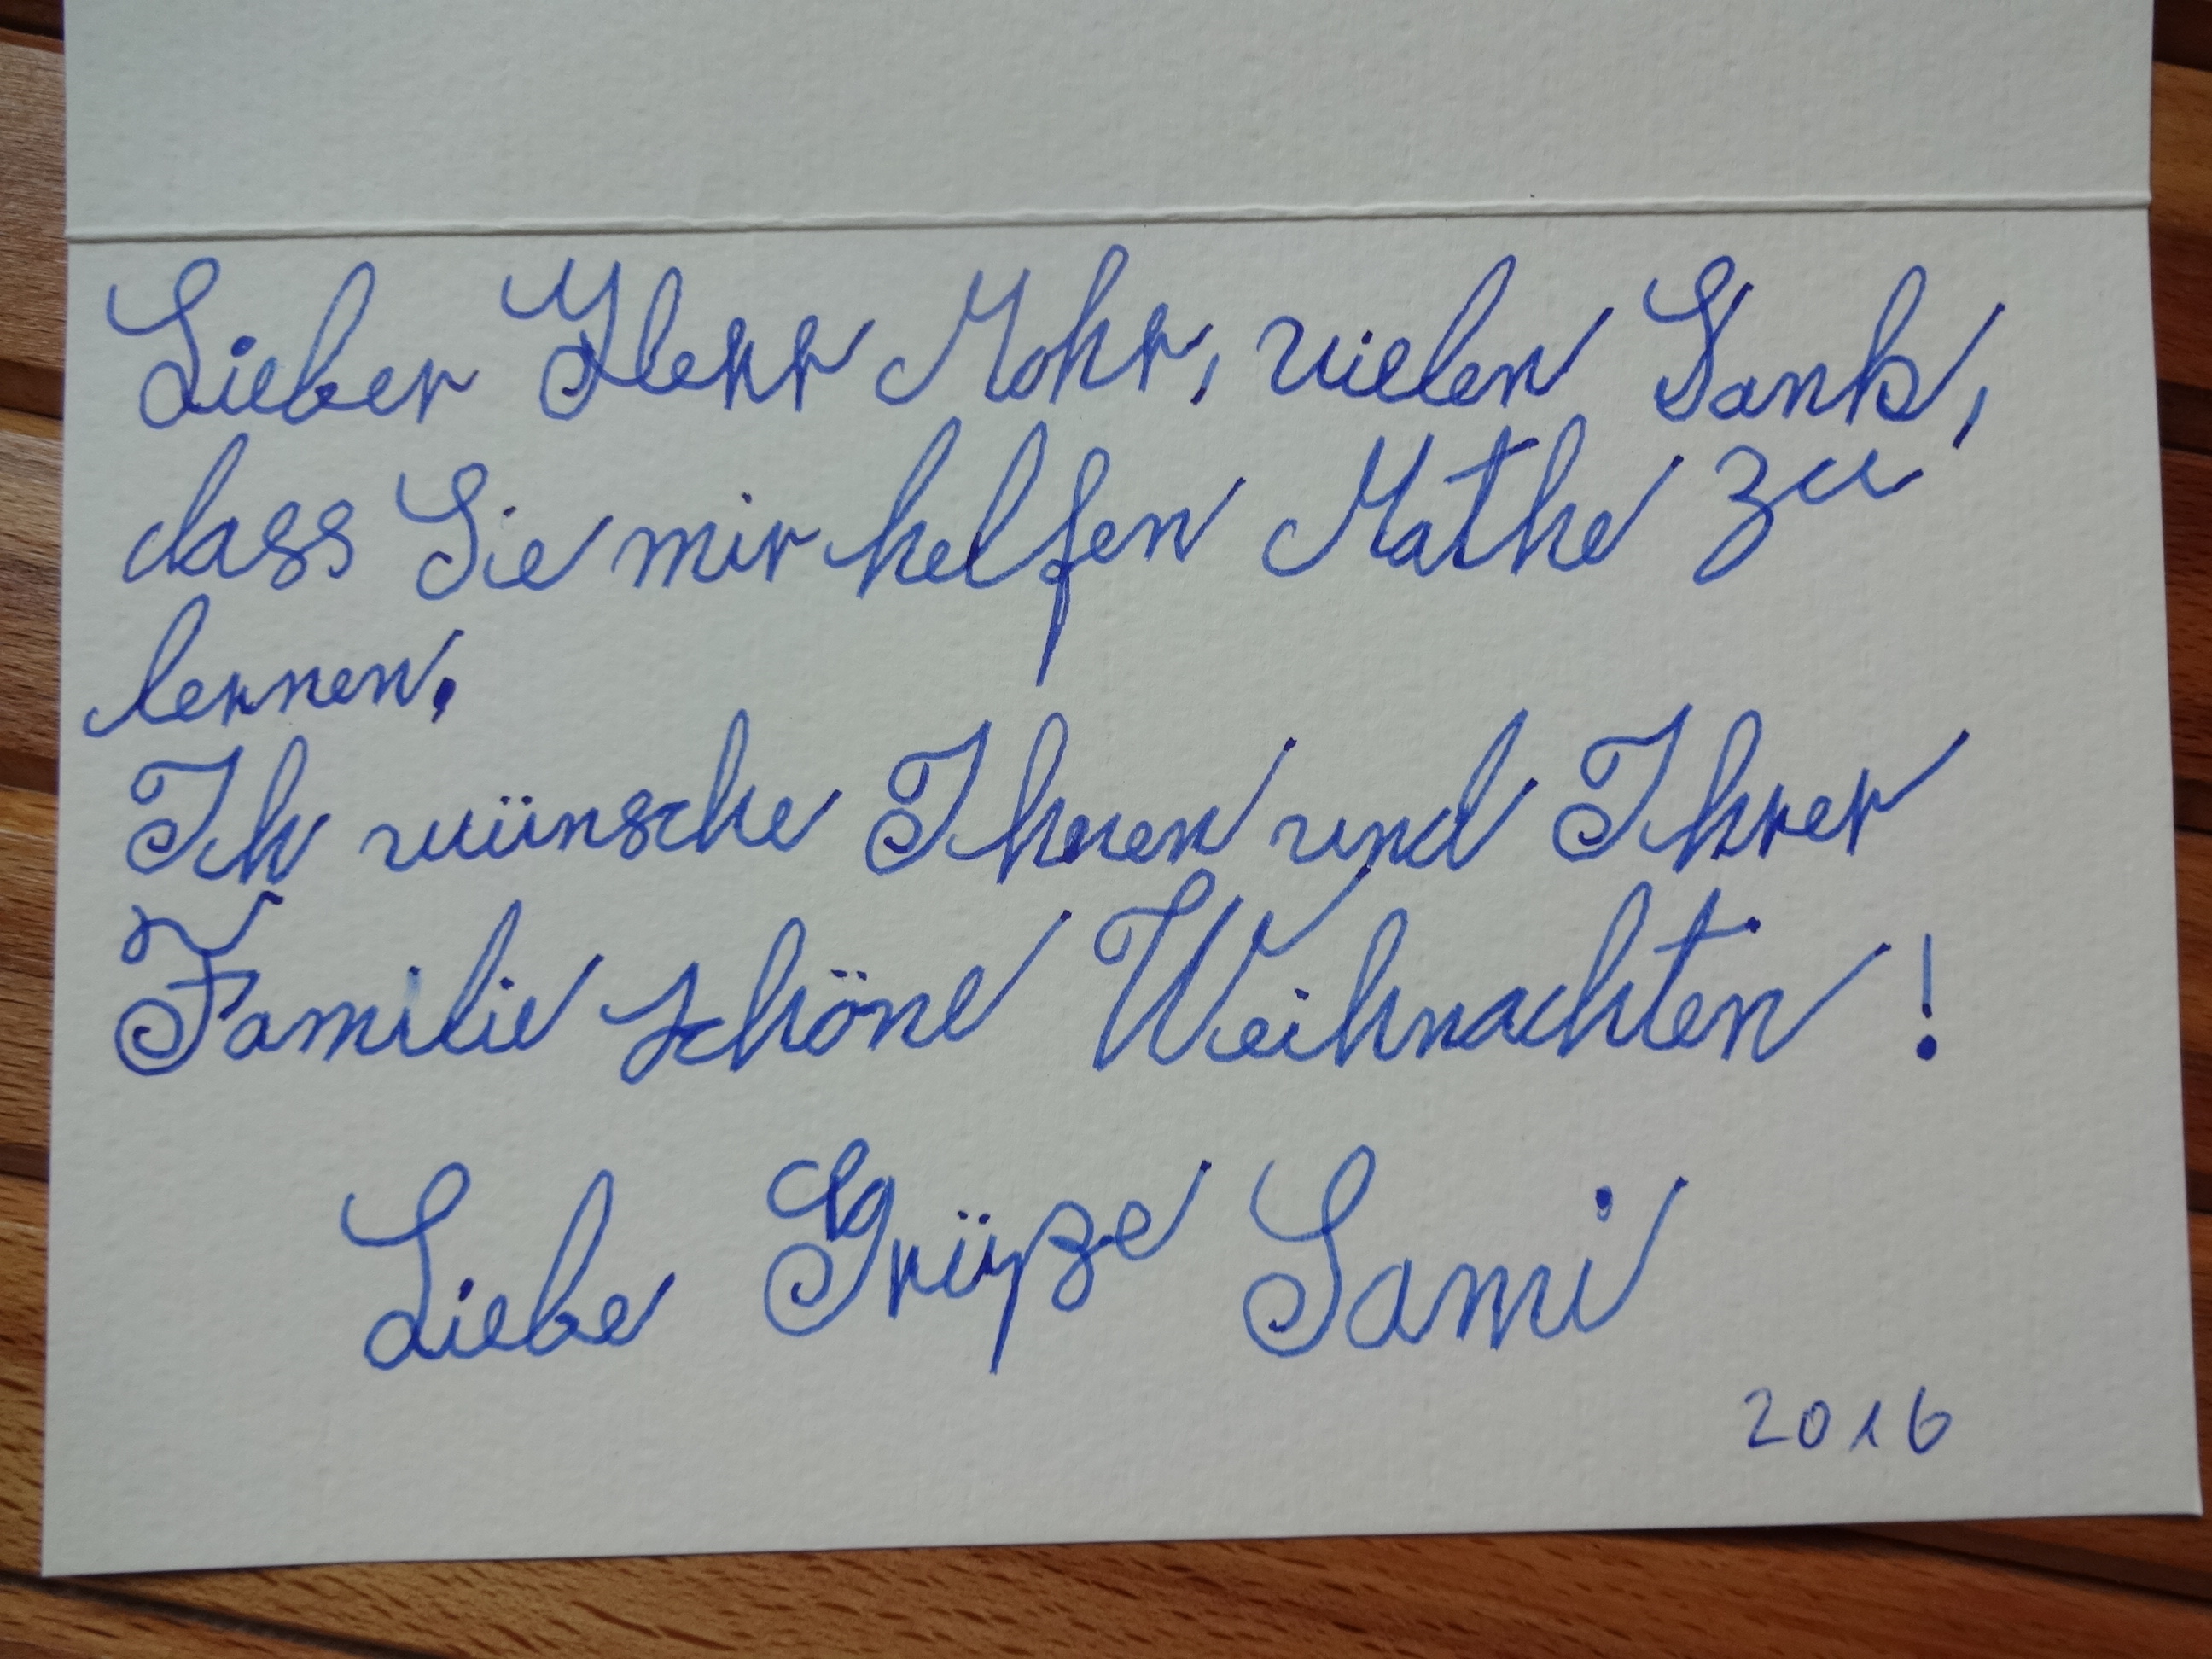 Lieber Herr Mohr, vielen Dank,
dass Sie mir helfen Mathe zu
lernen.
Ich wünsche Ihnen und Ihrer
Familie schöne Weihnachten!
Liebe Grüße Sami
2016